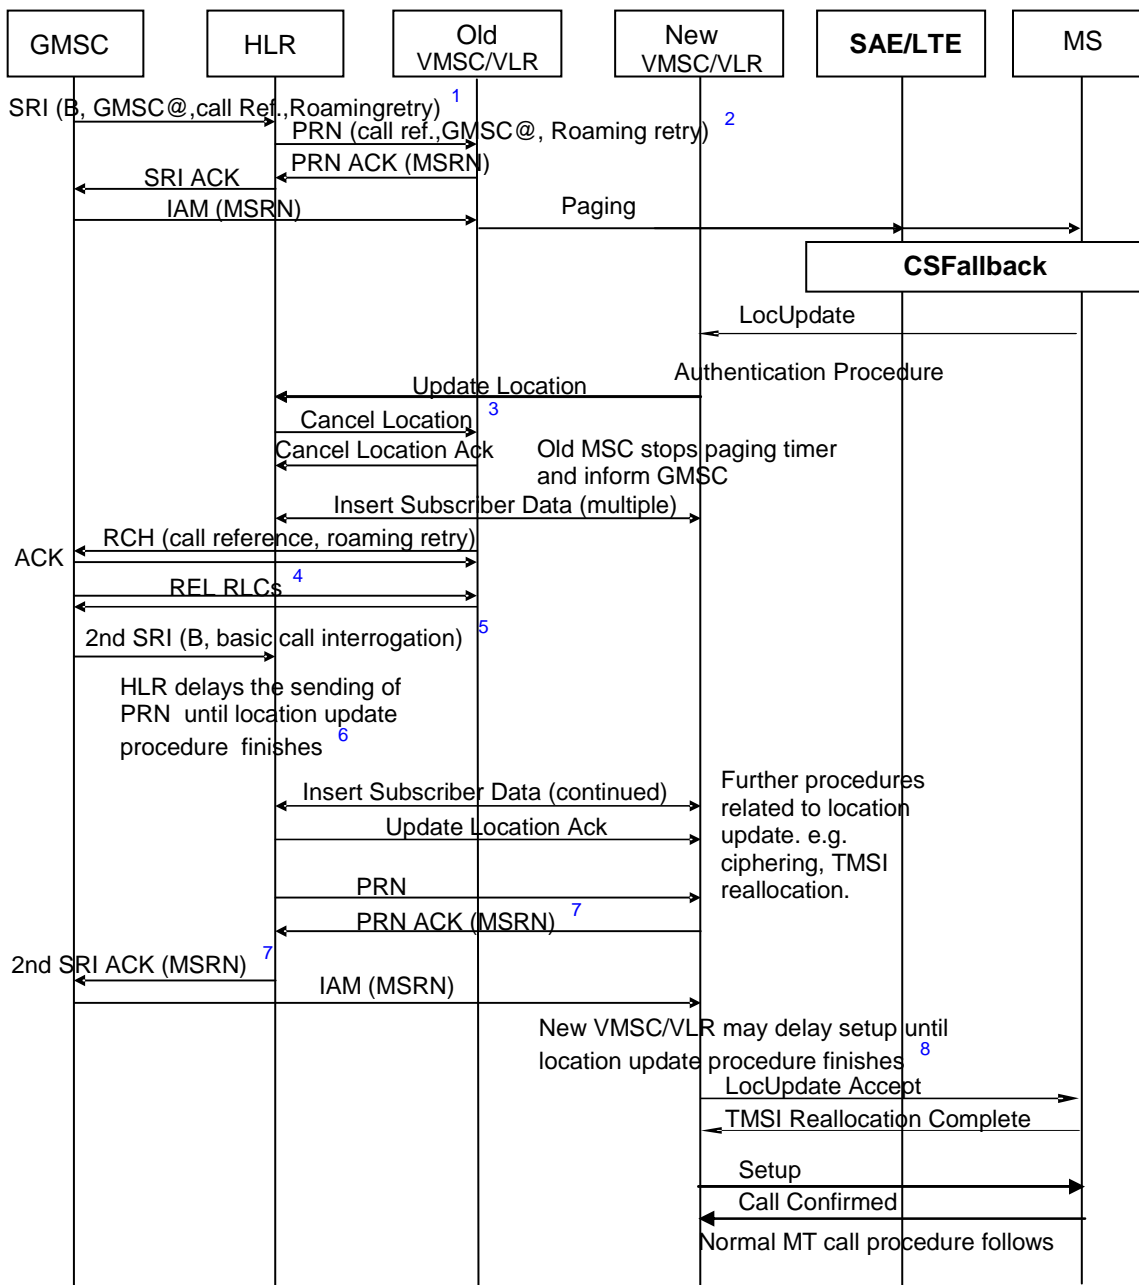 GMSC
HLR
Old
VMSC/VLR
New
VMSC/VLR
SAE/LTE
MS
SRI (B, GMSC@,call Ref.,Roamingretry) 1
PRN (call ref.,GMSC@, Roaming retry) 2
PRN ACK (MSRN)
SRI ACK
IAM (MSRN)
Paging
CSFallback
LocUpdate
Authentication Procedure
Update Location
Cancel Location 3
Cancel Location Ack
Old MSC stops paging timer
and inform GMSC
Insert Subscriber Data (multiple)
RCH (call reference, roaming retry)
ACK
REL RLCs 4
2nd SRI (B, basic call interrogation) 5
HLR delays the sending of
PRN until location update
procedure finishes 6
Insert Subscriber Data (continued)
Update Location Ack
Further procedures
related to location
update. e.g.
ciphering, TMSI
reallocation.
PRN
PRN ACK (MSRN) 7
2nd SRI ACK (MSRN) 7
IAM (MSRN)
New VMSC/VLR may delay setup until
location update procedure finishes 8
LocUpdate Accept
TMSI Reallocation Complete
Setup
Call Confirmed
Normal MT call procedure follows